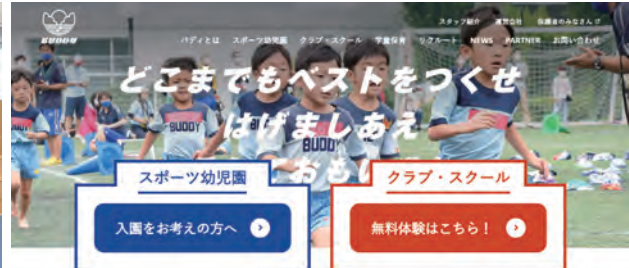 スタッフ紹介 運営会社 保護者のみなさん
BUDDY
バディとは スポーツ幼児園 クラブ・スクール 学童保育 リクルート NEWS PARTNER お問い合わせ
どこまでもベストをつくせ
はげましあえ
おも
BUDDY
BUDDY
スポーツ幼児園
クラブ・スクール
入園をお考えの方へ
無料体験はこちら！